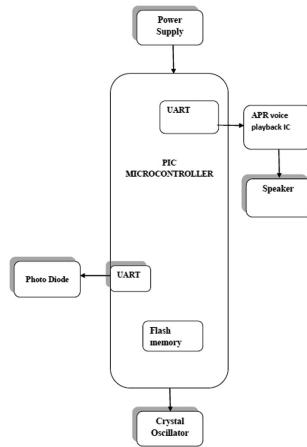 Power
Supply
UART
APR voice
playback IC
PIC
MICROCONTROLLER
Speaker
Photo Diode
UART
Flash
memory
Crystal
Oscillator